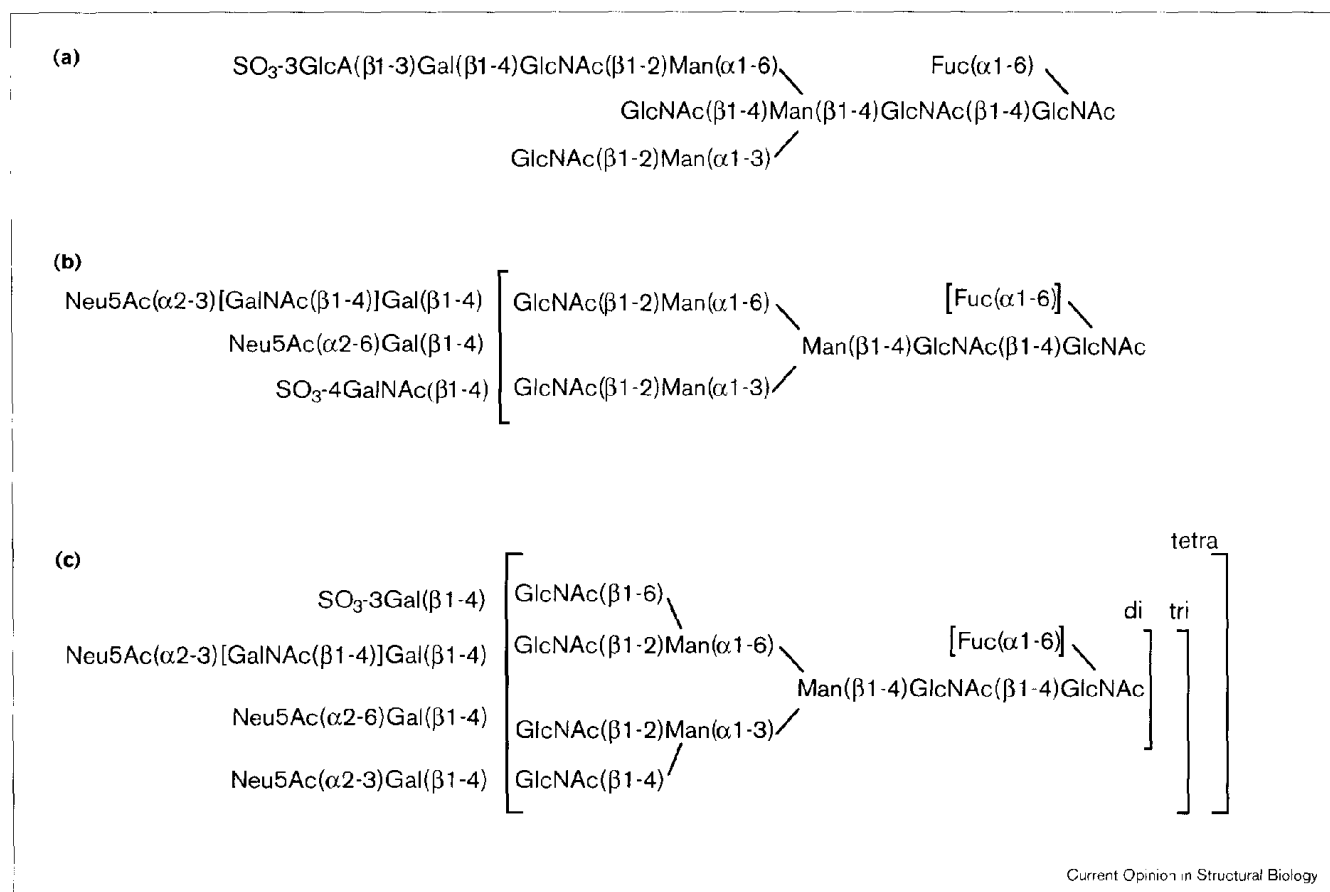 (a)
SO₃-3GlcA(β1-3)Gal(β1-4)GlcNAc(β1-2)Man(α1-6) Fuc(α1-6)
GlcNAc(β1-4)Man(β1-4)GlcNAc(β1-4)GlcNAc
GlcNAc(β1-2)Man(α1-3)
(b)
Neu5Ac(α2-3)[GalNAc(β1-4)]Gal(β1-4) GlcNAc(β1-2)Man(α1-6) [Fuc(α1-6)]
Neu5Ac(α2-6)Gal(β1-4) Man(β1-4)GlcNAc(β1-4)GlcNAc
SO₃-4GalNAc(β1-4) GlcNAc(β1-2)Man(α1-3)
(c)
tetra
SO₃-3Gal(β1-4) GlcNAc(β1-6) di tri
Neu5Ac(α2-3)[GalNAc(β1-4)]Gal(β1-4) GlcNAc(β1-2)Man(α1-6) [Fuc(α1-6)]
Man(β1-4)GlcNAc(β1-4)GlcNAc
Neu5Ac(α2-6)Gal(β1-4) GlcNAc(β1-2)Man(α1-3)
Neu5Ac(α2-3)Gal(β1-4) GlcNAc(β1-4)
Current Opinion in Structural Biology